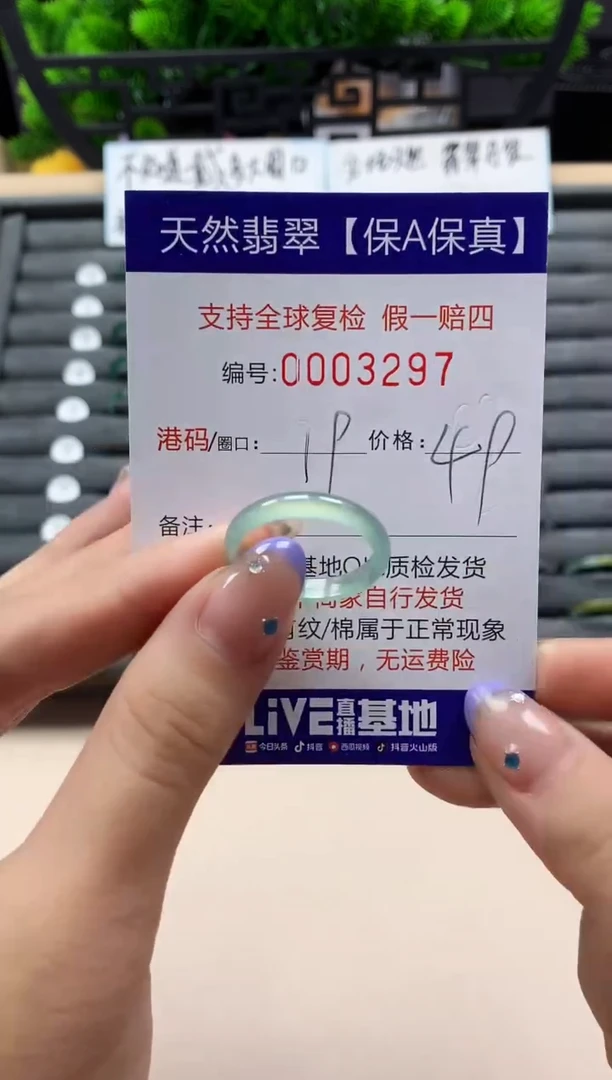 天然翡翠【保A保真】
支持全球复检 假一赔四
编号:0003297
港码/圈口: 19 价格: 49
备注:
基地 质检发货
商家自行发货
纹/棉属于正常现象
鉴赏期，无运费险
LiVE直播基地
今日头条 抖音 西瓜视频 抖音火山版